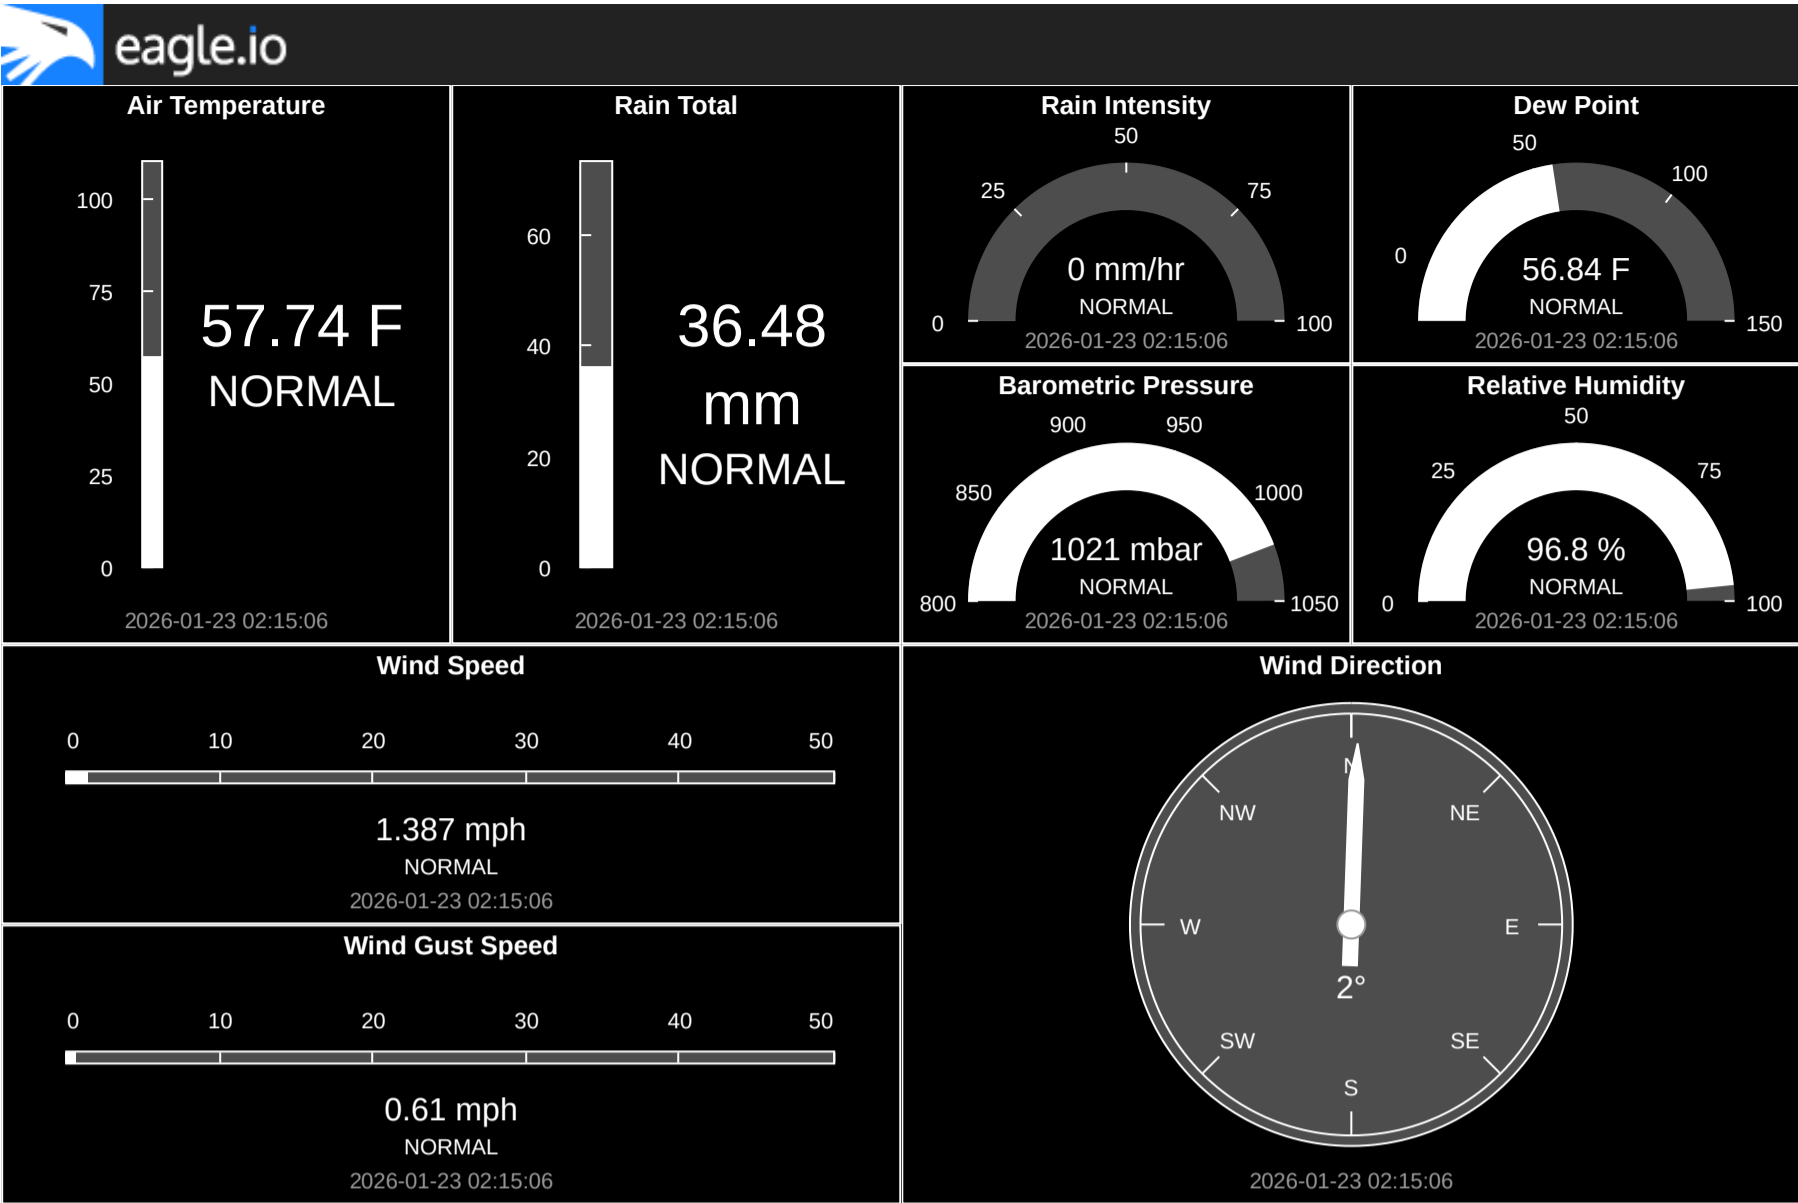 eagle.io
Air Temperature
100
75
50
25
0
57.74 F
NORMAL
2026-01-23 02:15:06
Rain Total
60
40
20
0
36.48
mm
NORMAL
2026-01-23 02:15:06
Rain Intensity
50
25
75
0
100
0 mm/hr
NORMAL
2026-01-23 02:15:06
Dew Point
50
100
0
150
56.84 F
NORMAL
2026-01-23 02:15:06
Barometric Pressure
900
950
850
1000
800
1050
1021 mbar
NORMAL
2026-01-23 02:15:06
Relative Humidity
50
25
75
0
100
96.8 %
NORMAL
2026-01-23 02:15:06
Wind Speed
0 10 20 30 40 50
1.387 mph
NORMAL
2026-01-23 02:15:06
Wind Gust Speed
0 10 20 30 40 50
0.61 mph
NORMAL
2026-01-23 02:15:06
Wind Direction
N
NW NE
W E
2°
SW SE
S
2026-01-23 02:15:06